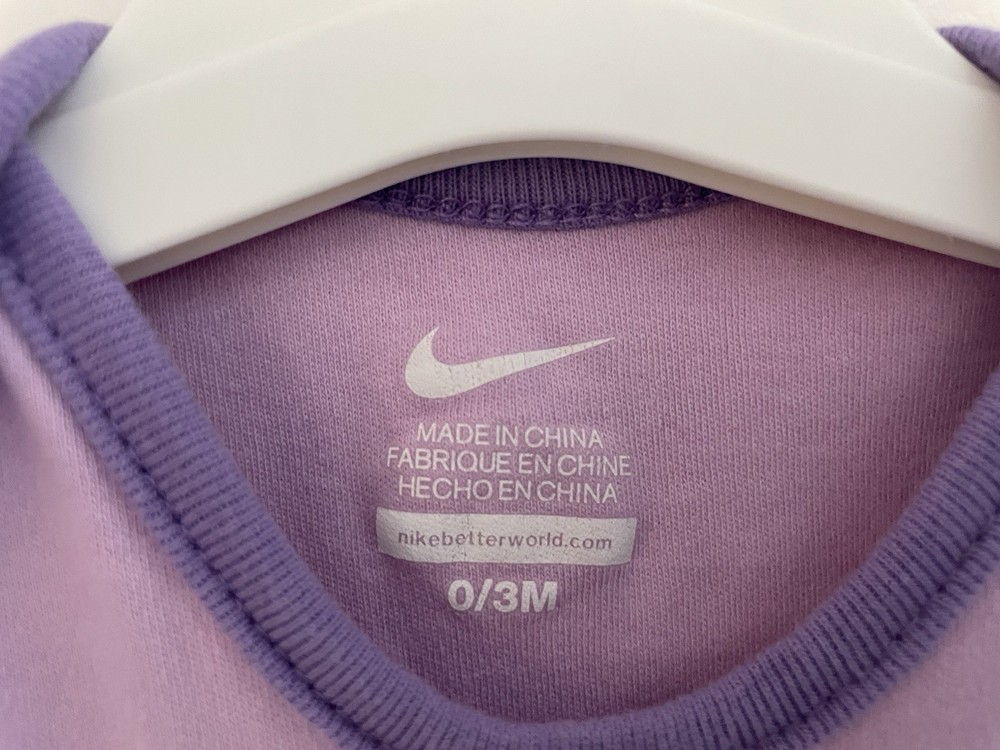 MADE IN CHINA
FABRIQUE EN CHINE
HECHO EN CHINA
nikebetterworld.com
0/3M